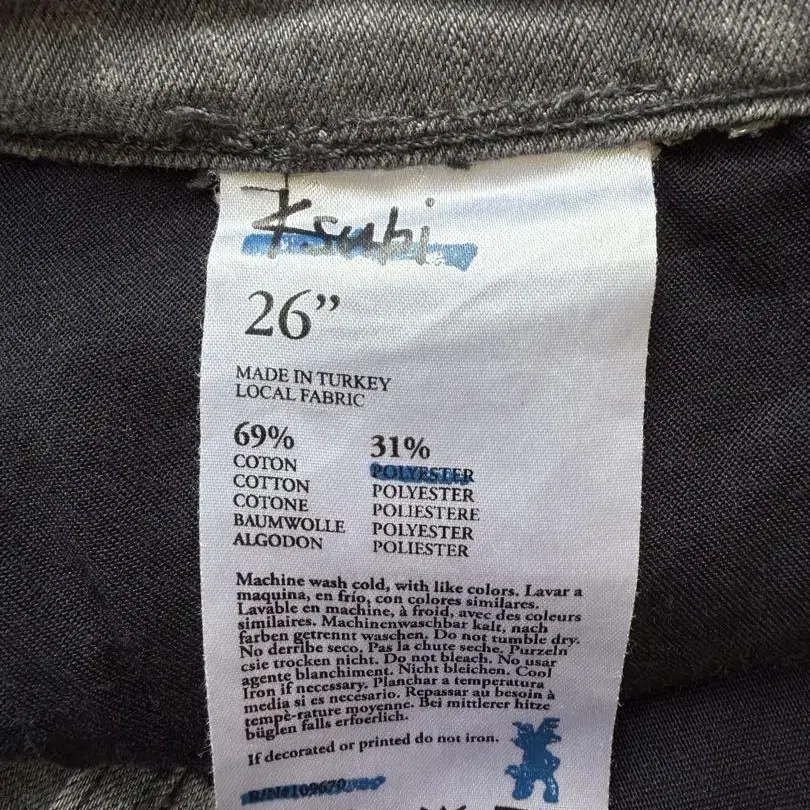 Ksubi
26”
MADE IN TURKEY
LOCAL FABRIC
69%
COTON
COTTON
COTONE
BAUMWOLLE
ALGODON
31%
POLYESTER
POLYESTER
POLIESTERE
POLYESTER
POLIESTER
Machine wash cold, with like colors. Lavar a
maquina, en frío, con colores similares.
Lavable en machine, à froid, avec des couleurs
similaires. Machinenwaschbar kalt, nach
farben getrennt waschen. Do not tumble dry.
No derribe seco. Pas la chute seche. Purzeln
csie trocken nicht. Do not bleach. No usar
agente blanchiment. Nicht bleichen. Cool
Iron if necessary. Planchar a temperatura
media si es necesario. Repassar au besoin à
tempè-rature moyenne. Bei mittlerer hitze
büglen falls erfoerlich.
If decorated or printed do not iron.